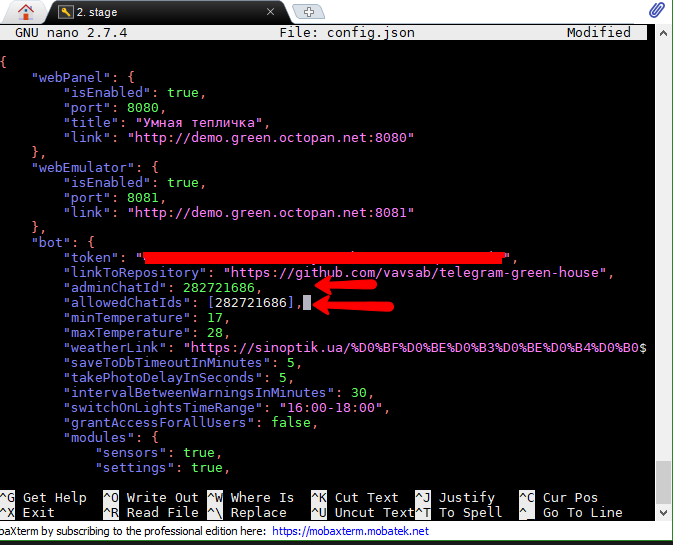 2. stage
GNU nano 2.7.4 File: config.json Modified
{
"webPanel": {
"isEnabled": true,
"port": 8080,
"title": "Умная тепличка",
"link": "http://demo.green.octopan.net:8080"
},
"webEmulator": {
"isEnabled": true,
"port": 8081,
"link": "http://demo.green.octopan.net:8081"
},
"bot": {
"token": "",
"linkToRepository": "https://github.com/vavsab/telegram-green-house",
"adminChatId": 282721686,
"allowedChatIds": [282721686],
"minTemperature": 17,
"maxTemperature": 28,
"weatherLink": "https://sinoptik.ua/%D0%BF%D0%BE%D0%B3%D0%BE%D0%B4%D0%B0$
"saveToDbTimeoutInMinutes": 5,
"takePhotoDelayInSeconds": 5,
"intervalBetweenWarningsInMinutes": 30,
"switchOnLightsTimeRange": "16:00-18:00",
"grantAccessForAllUsers": false,
"modules": {
"sensors": true,
"settings": true,
^G Get Help ^O Write Out ^W Where Is ^K Cut Text ^J Justify ^C Cur Pos
^X Exit ^R Read File ^\ Replace ^U Uncut Text ^T To Spell ^_ Go To Line
baXterm by subscribing to the professional edition here: https://mobaxterm.mobatek.net